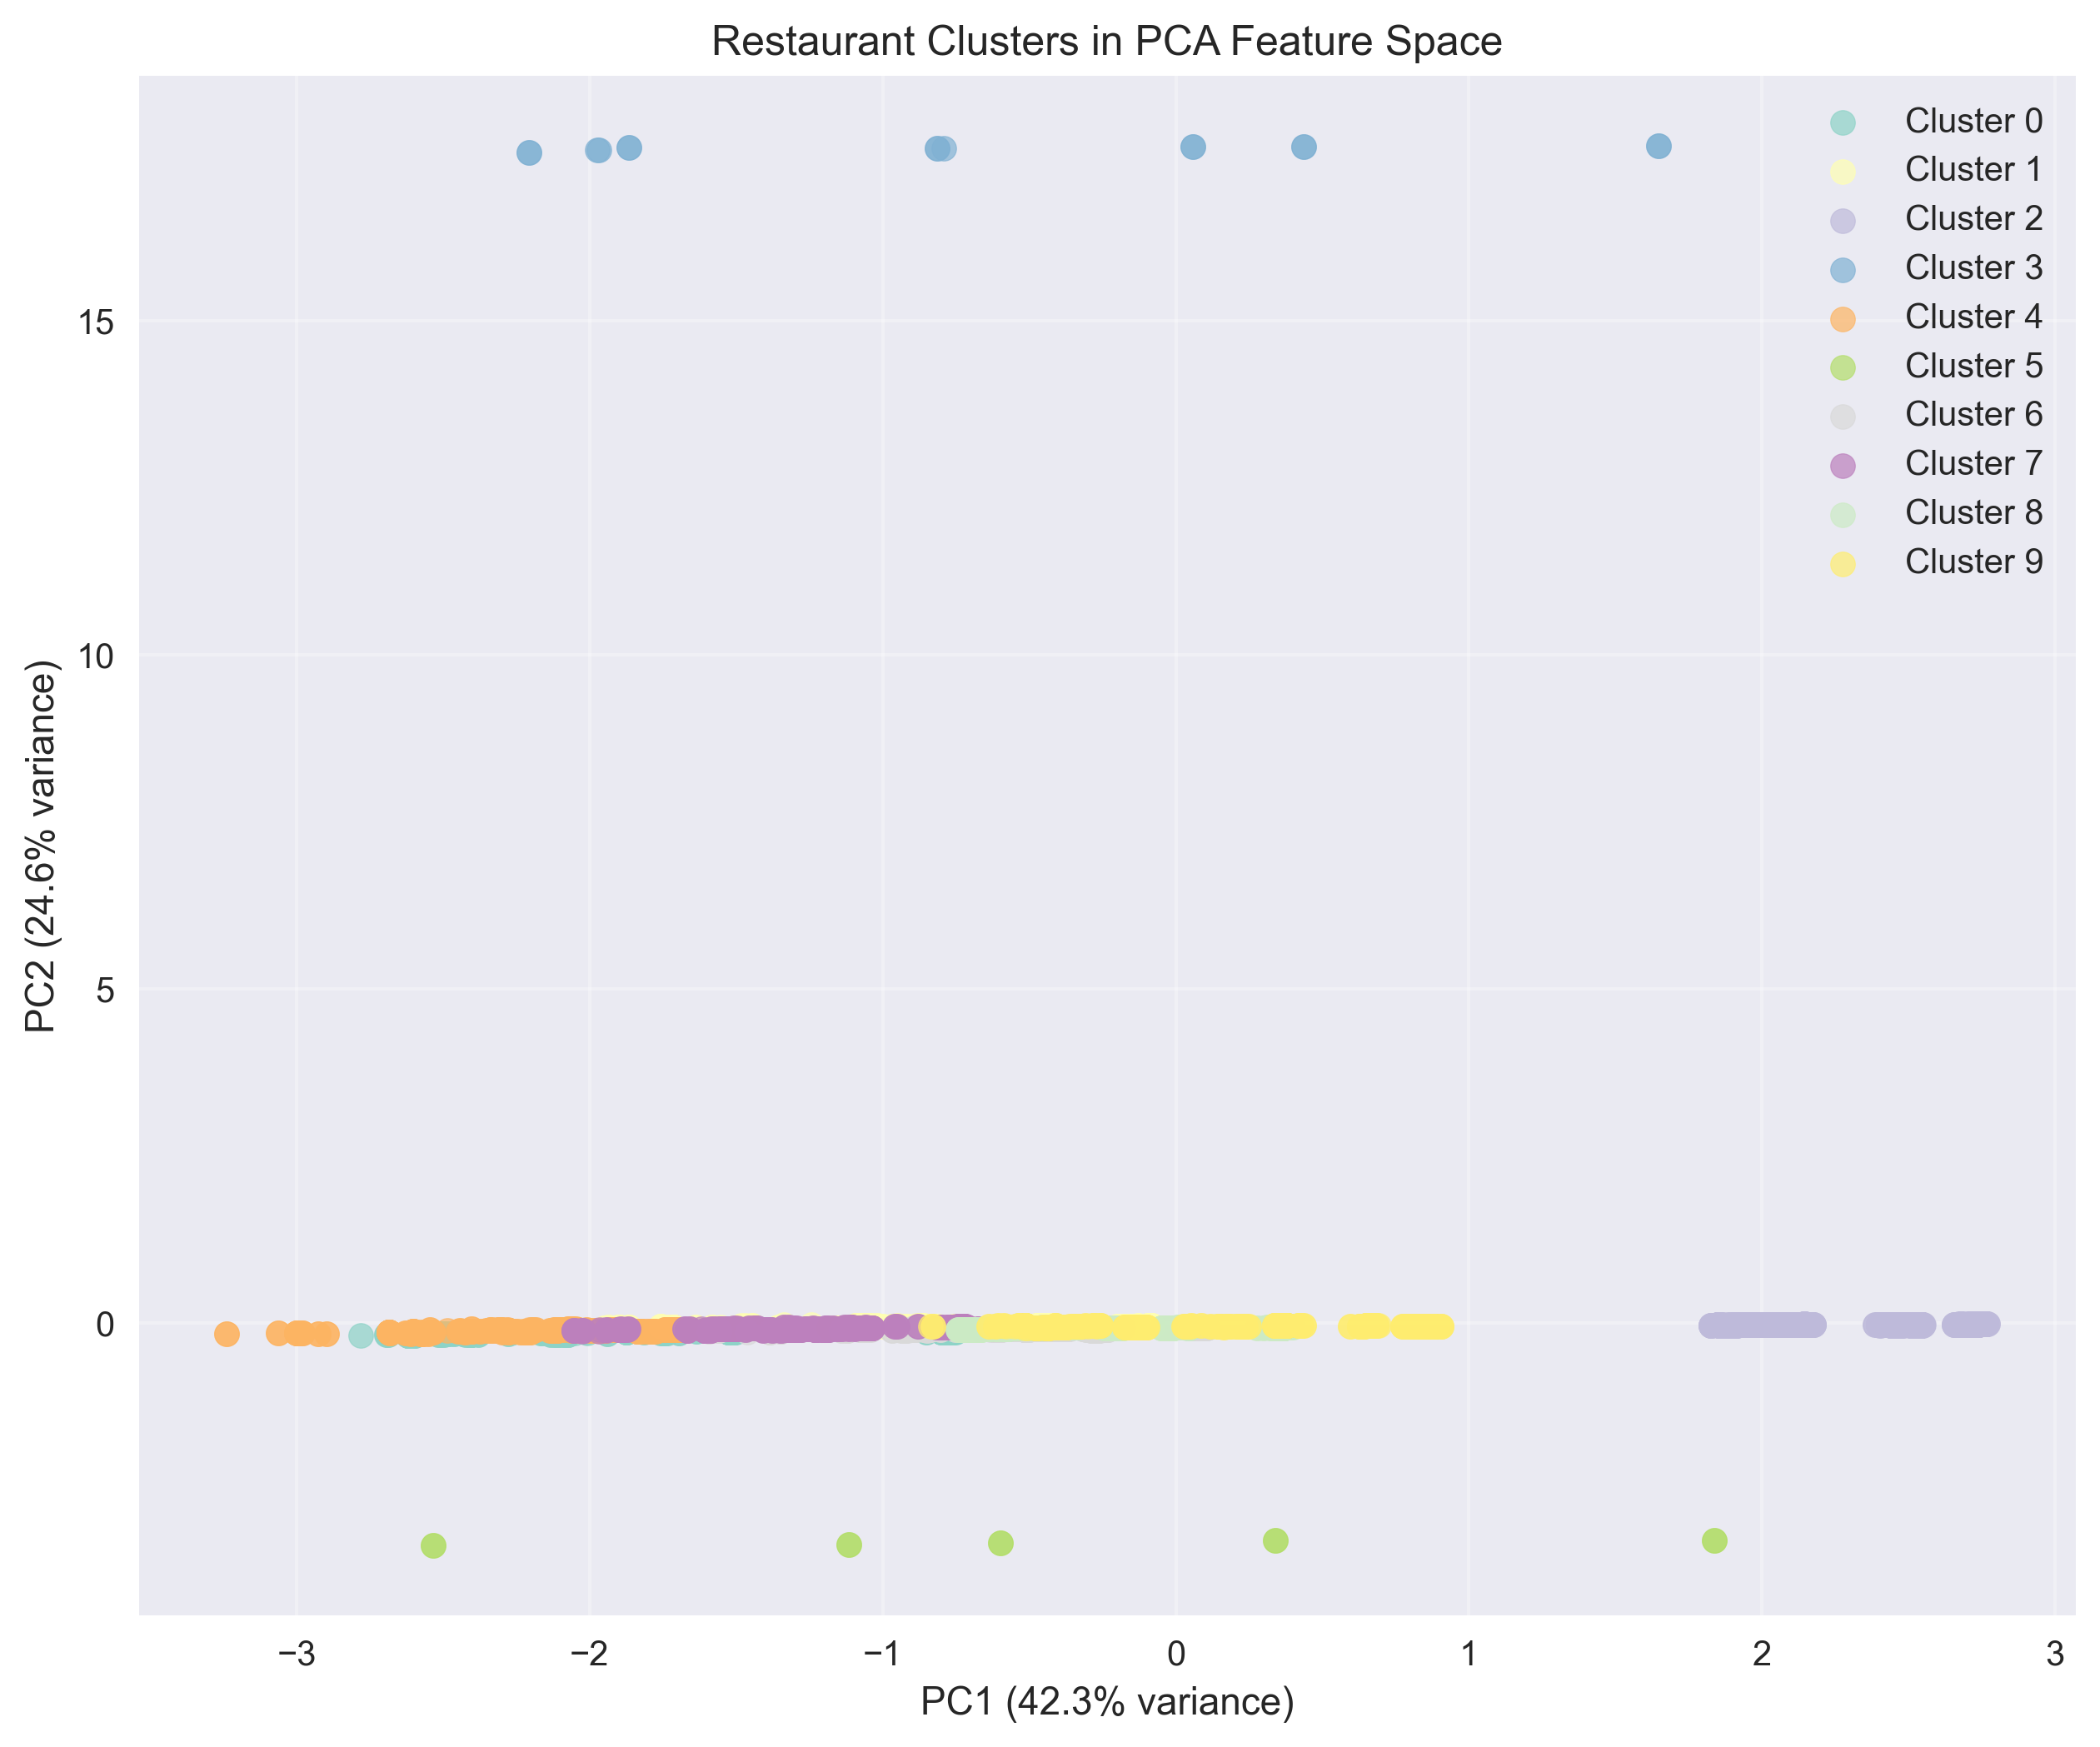 Restaurant Clusters in PCA Feature Space
Cluster 0
Cluster 1
Cluster 2
Cluster 3
Cluster 4
Cluster 5
Cluster 6
Cluster 7
Cluster 8
Cluster 9
15
10
5
0
PC2 (24.6% variance)
−3 −2 −1 0 1 2 3
PC1 (42.3% variance)